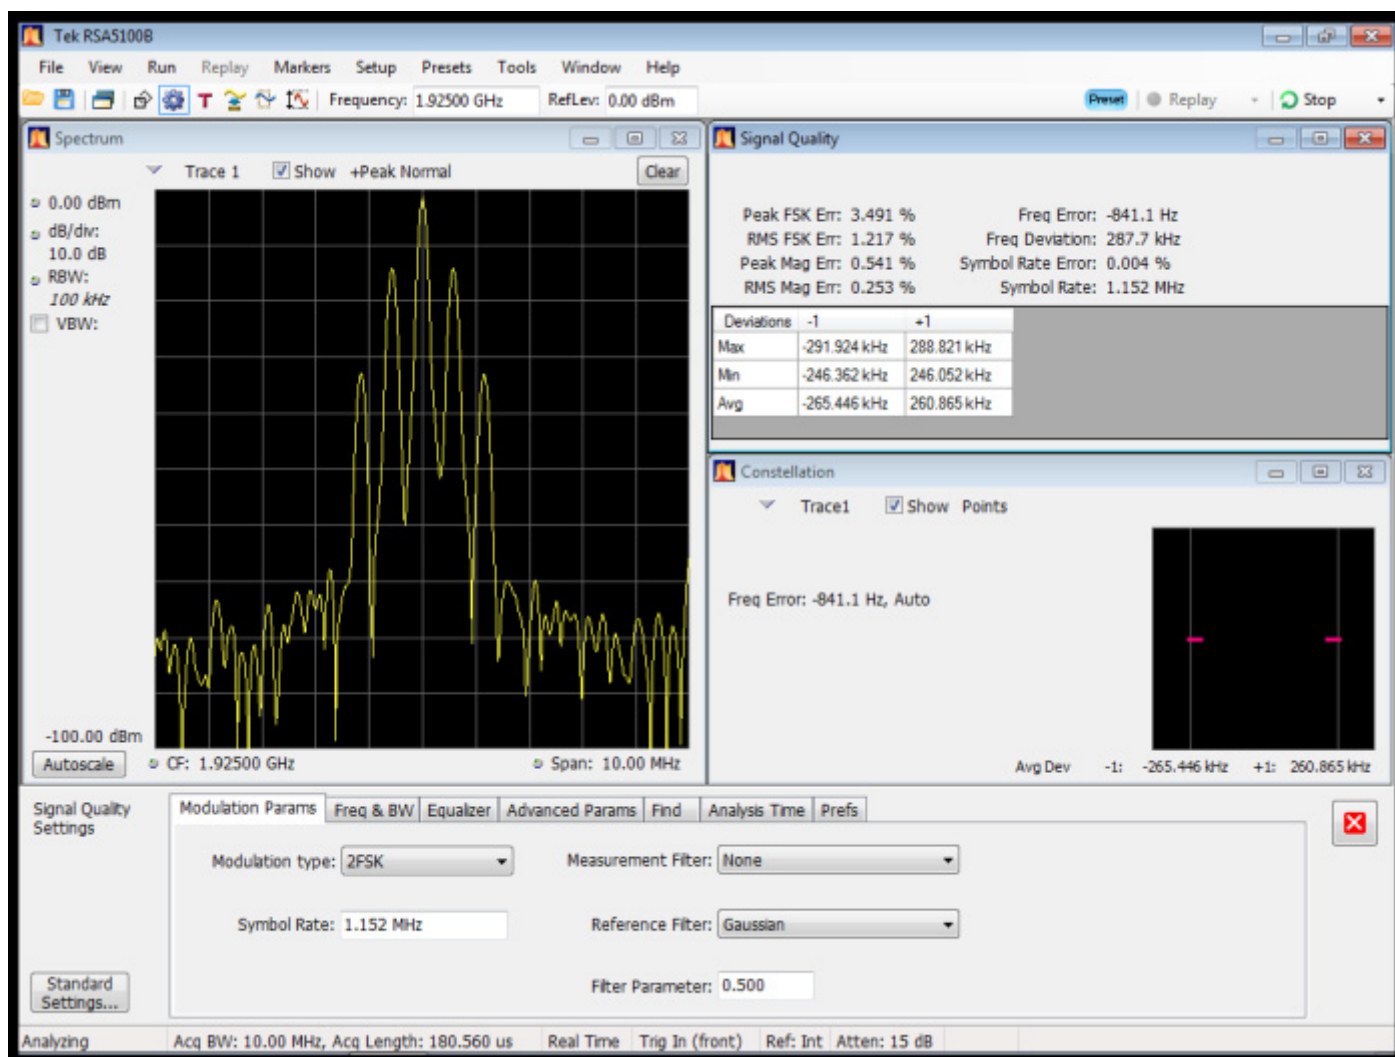 Tek RSA5100B
File View Run Replay Markers Setup Presets Tools Window Help
Frequency: 1.92500 GHz RefLev: 0.00 dBm Preset Replay Stop
Spectrum
Trace 1 Show +Peak Normal Clear
0.00 dBm
dB/div:
10.0 dB
RBW:
100 kHz
VBW:
-100.00 dBm
Autoscale CF: 1.92500 GHz Span: 10.00 MHz
Signal Quality
Peak FSK Err: 3.491 % Freq Error: -841.1 Hz
RMS FSK Err: 1.217 % Freq Deviation: 287.7 kHz
Peak Mag Err: 0.541 % Symbol Rate Error: 0.004 %
RMS Mag Err: 0.253 % Symbol Rate: 1.152 MHz
Deviations -1 +1
Max -291.924 kHz 288.821 kHz
Min -246.362 kHz 246.052 kHz
Avg -265.446 kHz 260.865 kHz
Constellation
Trace1 Show Points
Freq Error: -841.1 Hz, Auto
Avg Dev -1: -265.446 kHz +1: 260.865 kHz
Signal Quality
Settings
Modulation Params Freq & BW Equalizer Advanced Params Find Analysis Time Prefs
Modulation type: 2FSK Measurement Filter: None
Symbol Rate: 1.152 MHz Reference Filter: Gaussian
Filter Parameter: 0.500
Standard
Settings...
Analyzing Acq BW: 10.00 MHz, Acq Length: 180.560 us Real Time Trig In (front) Ref: Int Atten: 15 dB